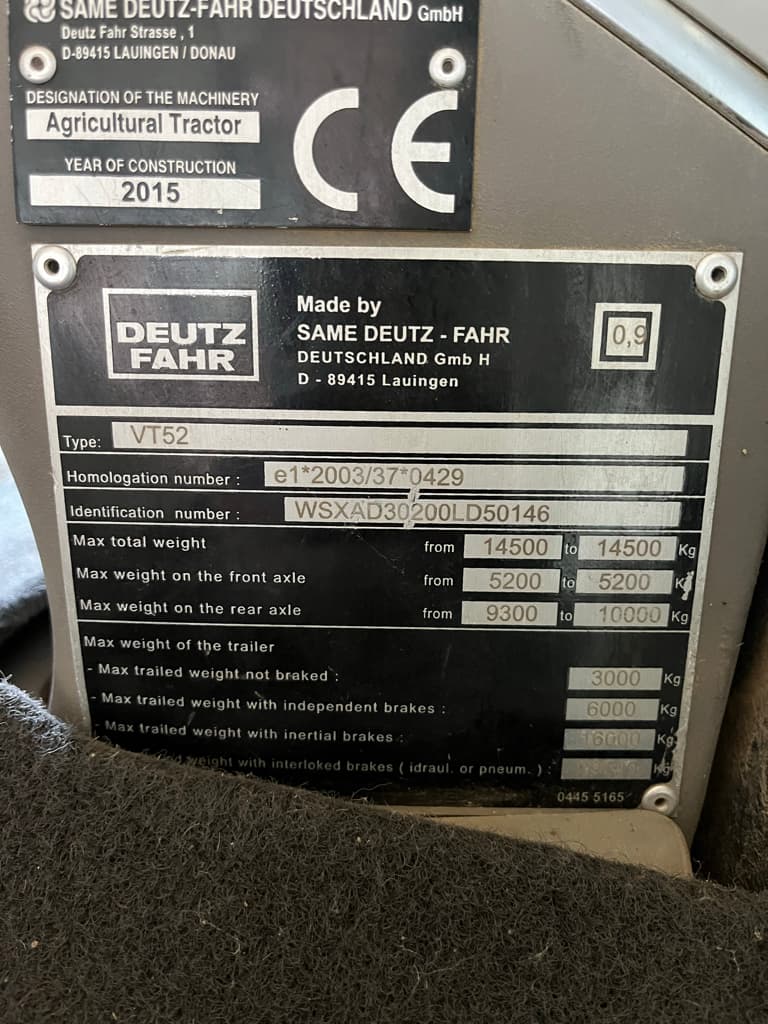 SAME DEUTZ-FAHR DEUTSCHLAND GmbH
Deutz Fahr Strasse , 1
D-89415 LAUINGEN / DONAU
DESIGNATION OF THE MACHINERY
Agricultural Tractor
YEAR OF CONSTRUCTION
2015
CE
DEUTZ
FAHR
Made by
SAME DEUTZ - FAHR
DEUTSCHLAND Gmb H
D - 89415 Lauingen
0,9
Type: VT52
Homologation number : e1*2003/37*0429
Identification number : WSXAD30200LD50146
Max total weight from 14500 to 14500 Kg
Max weight on the front axle from 5200 to 5200 Kg
Max weight on the rear axle from 9300 to 10000 Kg
Max weight of the trailer
- Max trailed weight not braked : 3000 Kg
- Max trailed weight with independent brakes : 6000 Kg
- Max trailed weight with inertial brakes : 16000 Kg
weight with interloked brakes ( idraul. or pneum. ) : Kg
0445 5165